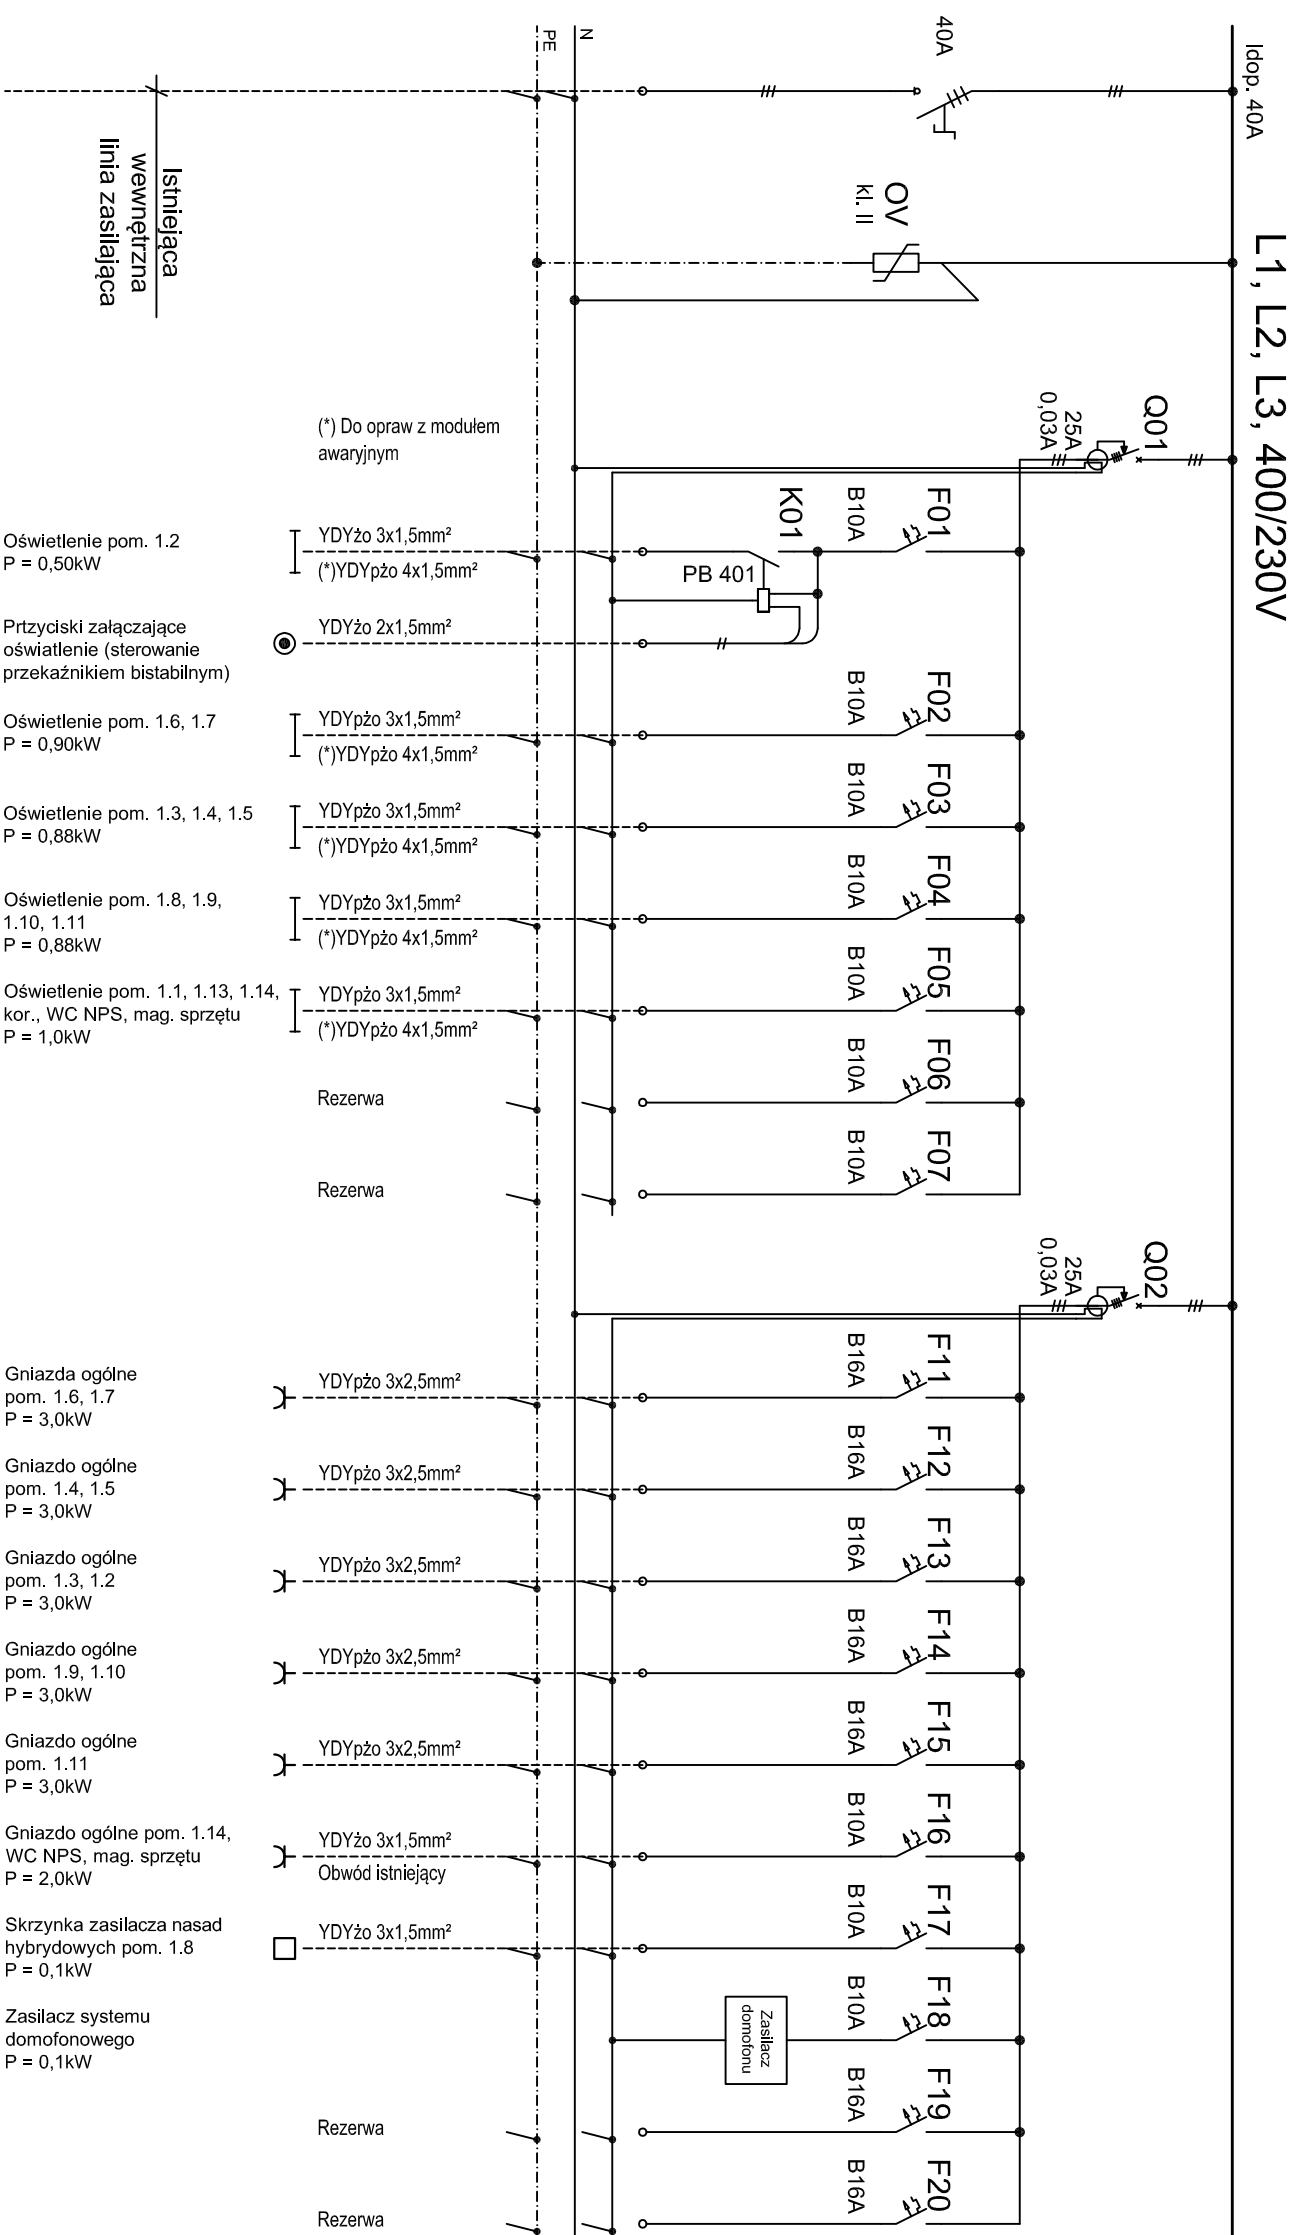 Idop. 40A
L1, L2, L3, 400/230V
40A
N
PE
Istniejąca
wewnętrzna
linia zasilająca
OV
kl. II
Q01
25A
0,03A
(*) Do opraw z modułem
awaryjnym
F01
B10A
K01
PB 401
YDYżo 3x1,5mm²
(*)YDYpżo 4x1,5mm²
Oświetlenie pom. 1.2
P = 0,50kW
YDYżo 2x1,5mm²
Prtzyciski załączające
oświatlenie (sterowanie
przekaźnikiem bistabilnym)
F02
B10A
YDYpżo 3x1,5mm²
(*)YDYpżo 4x1,5mm²
Oświetlenie pom. 1.6, 1.7
P = 0,90kW
F03
B10A
YDYpżo 3x1,5mm²
(*)YDYpżo 4x1,5mm²
Oświetlenie pom. 1.3, 1.4, 1.5
P = 0,88kW
F04
B10A
YDYpżo 3x1,5mm²
(*)YDYpżo 4x1,5mm²
Oświetlenie pom. 1.8, 1.9,
1.10, 1.11
P = 0,88kW
F05
B10A
YDYpżo 3x1,5mm²
(*)YDYpżo 4x1,5mm²
Oświetlenie pom. 1.1, 1.13, 1.14,
kor., WC NPS, mag. sprzętu
P = 1,0kW
F06
B10A
Rezerwa
F07
B10A
Rezerwa
Q02
25A
0,03A
F11
B16A
YDYpżo 3x2,5mm²
Gniazda ogólne
pom. 1.6, 1.7
P = 3,0kW
F12
B16A
YDYpżo 3x2,5mm²
Gniazdo ogólne
pom. 1.4, 1.5
P = 3,0kW
F13
B16A
YDYpżo 3x2,5mm²
Gniazdo ogólne
pom. 1.3, 1.2
P = 3,0kW
F14
B16A
YDYpżo 3x2,5mm²
Gniazdo ogólne
pom. 1.9, 1.10
P = 3,0kW
F15
B16A
YDYpżo 3x2,5mm²
Gniazdo ogólne
pom. 1.11
P = 3,0kW
F16
B10A
YDYżo 3x1,5mm²
Obwód istniejący
Gniazdo ogólne pom. 1.14,
WC NPS, mag. sprzętu
P = 2,0kW
F17
B10A
YDYżo 3x1,5mm²
Skrzynka zasilacza nasad
hybrydowych pom. 1.8
P = 0,1kW
F18
B10A
Zasilacz
domofonu
Zasilacz systemu
domofonowego
P = 0,1kW
F19
B16A
Rezerwa
F20
B16A
Rezerwa